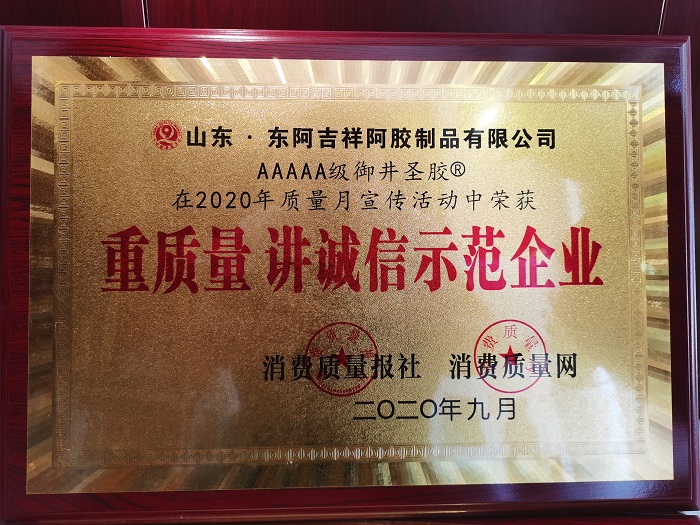 山东·东阿吉祥阿胶制品有限公司
AAAAA级御井圣胶®
在2020年质量月宣传活动中荣获
重质量 讲诚信示范企业
消费质量报社 消费质量网
二〇二〇年九月